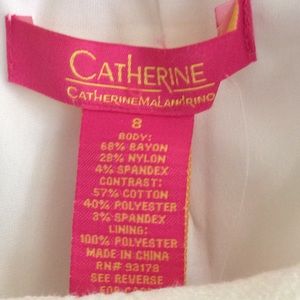 CATHERINE
CATHERINEMALANDRINO
8
BODY:
68% RAYON
28% NYLON
4% SPANDEX
CONTRAST:
57% COTTON
40% POLYESTER
3% SPANDEX
LINING:
100% POLYESTER
MADE IN CHINA
RN# 93178
SEE REVERSE
FOR